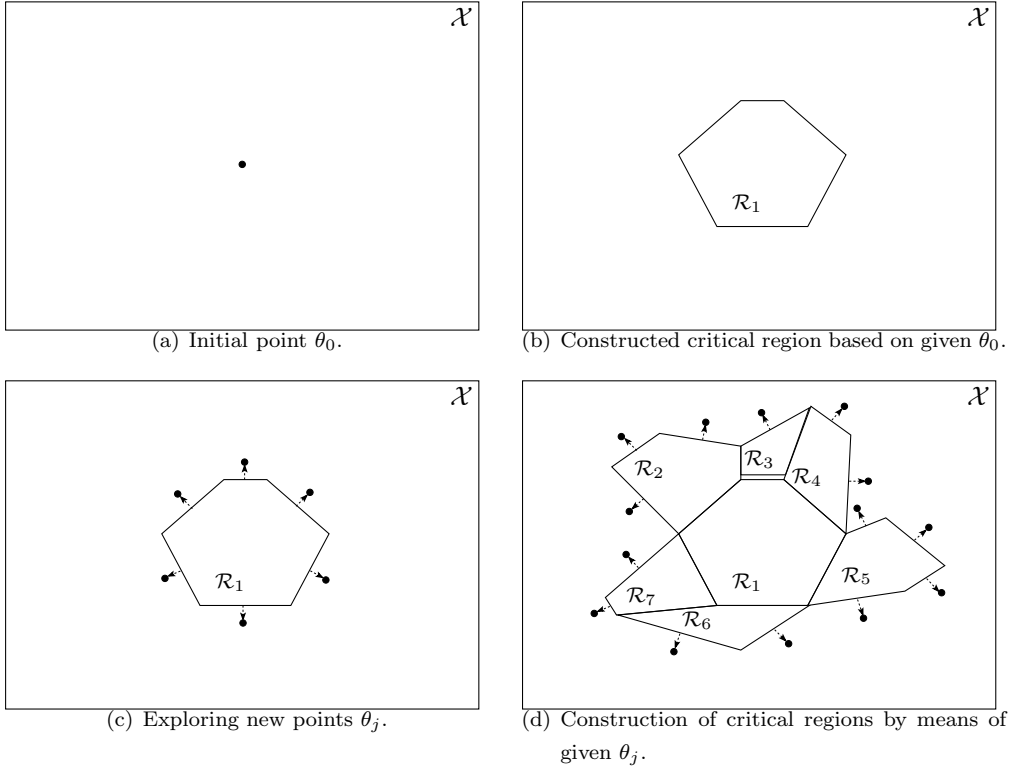 𝒳
𝒳
ℛ₁
(a) Initial point θ₀.
(b) Constructed critical region based on given θ₀.
𝒳
ℛ₁
𝒳
ℛ₂
ℛ₃
ℛ₄
ℛ₁
ℛ₅
ℛ₇
ℛ₆
(c) Exploring new points θⱼ.
(d) Construction of critical regions by means of
given θⱼ.